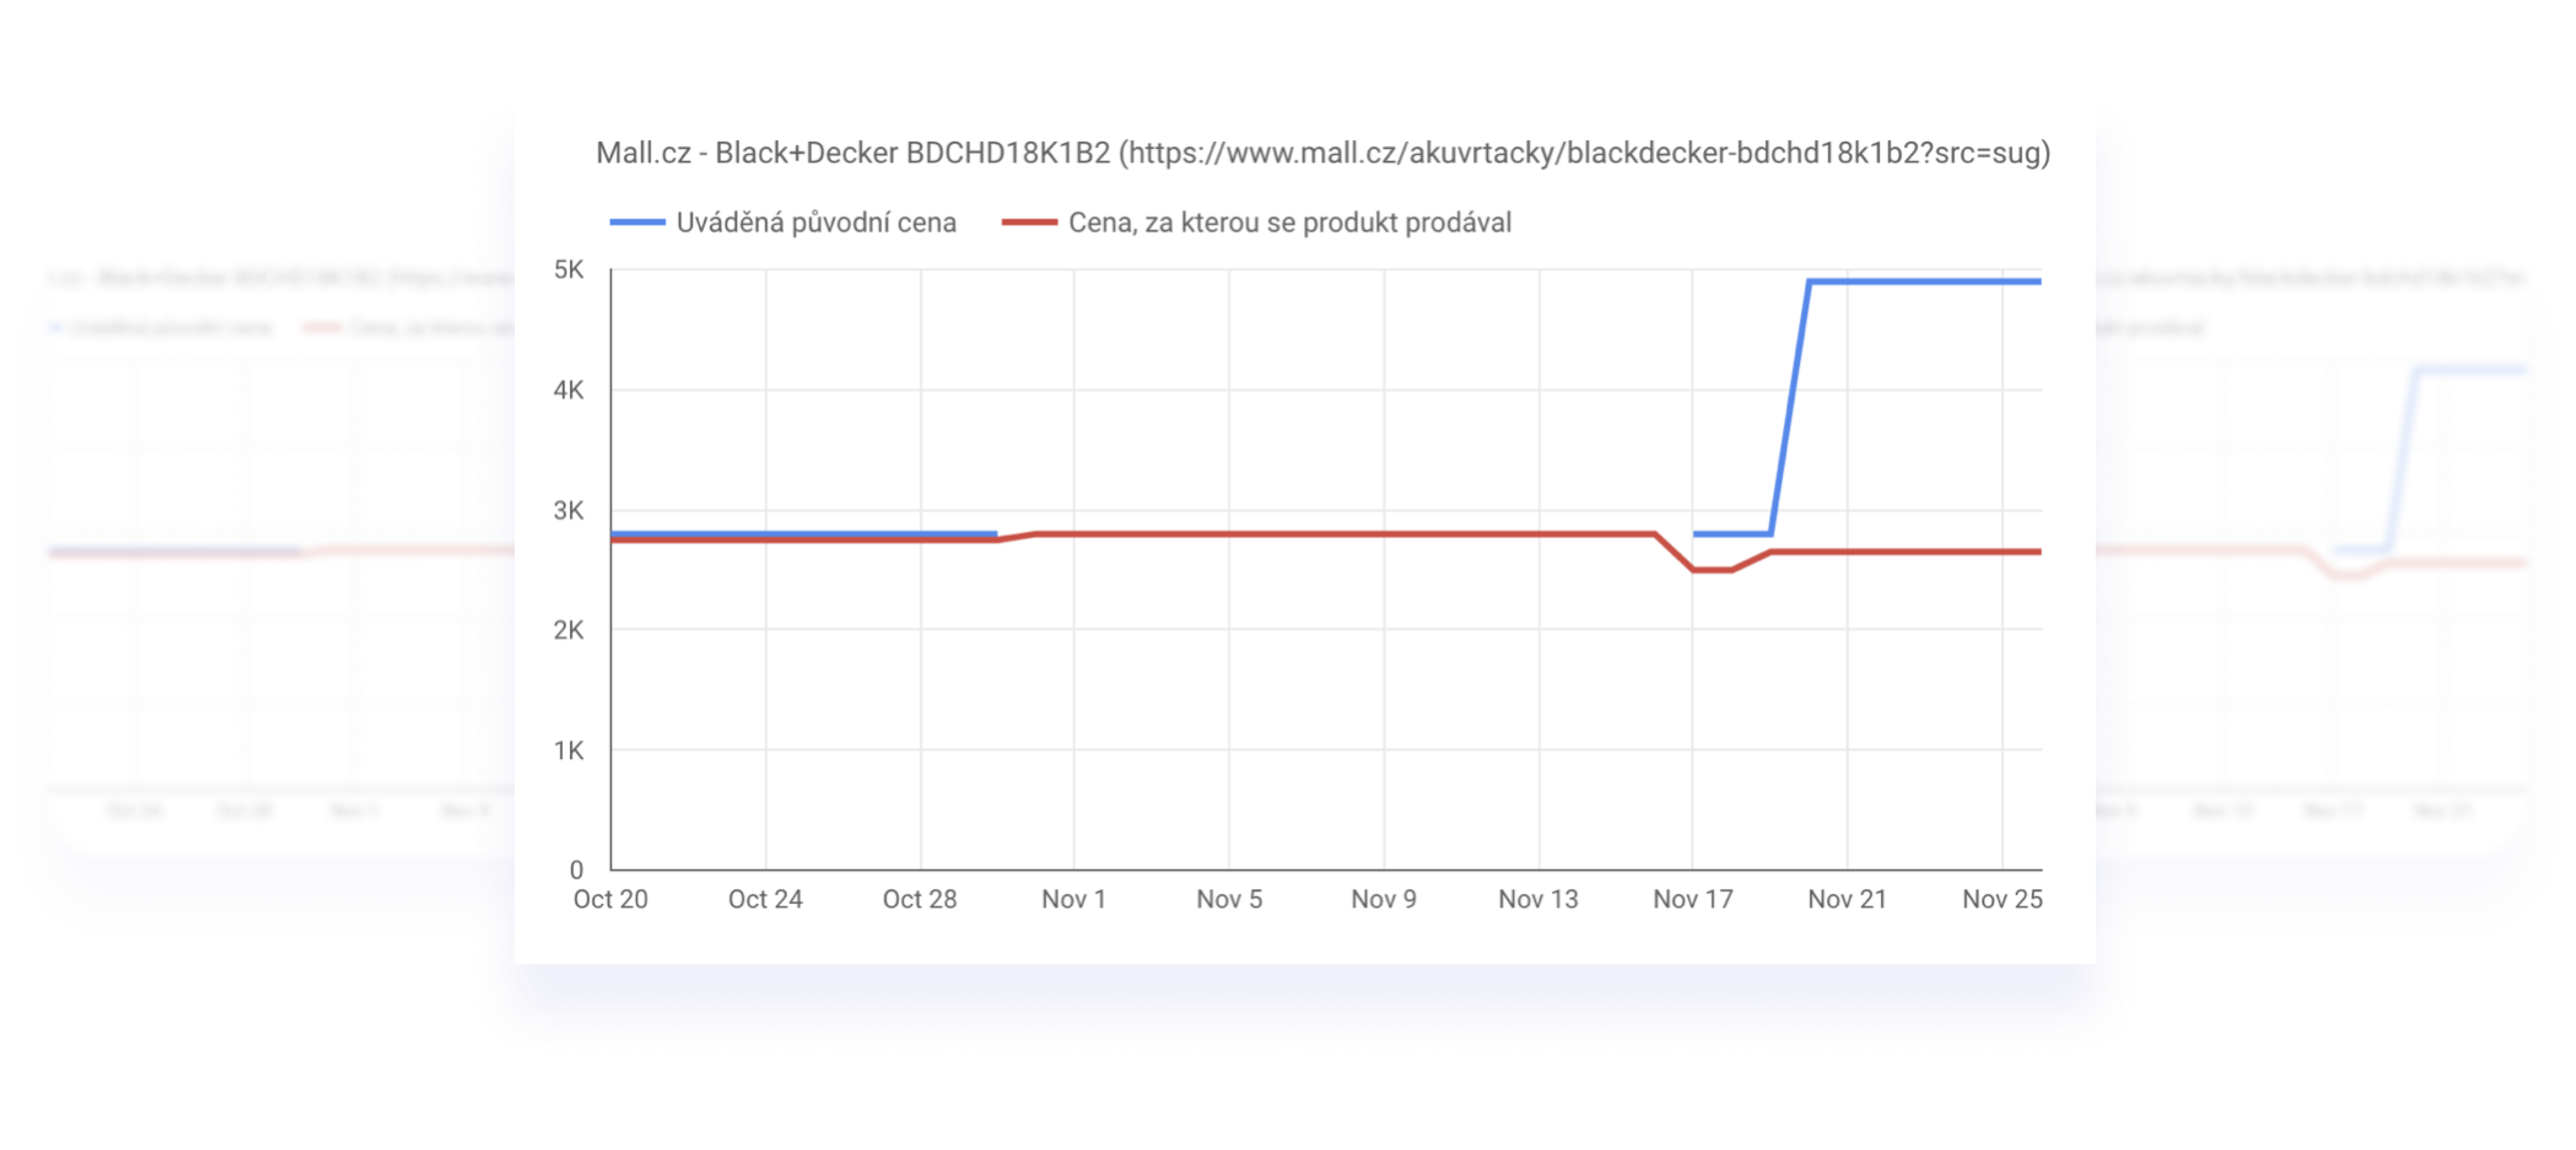 Mall.cz - Black+Decker BDCHD18K1B2 (https://www.mall.cz/akuvrtacky/blackdecker-bdchd18k1b2?src=sug)
Uváděná původní cena Cena, za kterou se produkt prodával
5K
4K
3K
2K
1K
0
Oct 20 Oct 24 Oct 28 Nov 1 Nov 5 Nov 9 Nov 13 Nov 17 Nov 21 Nov 25